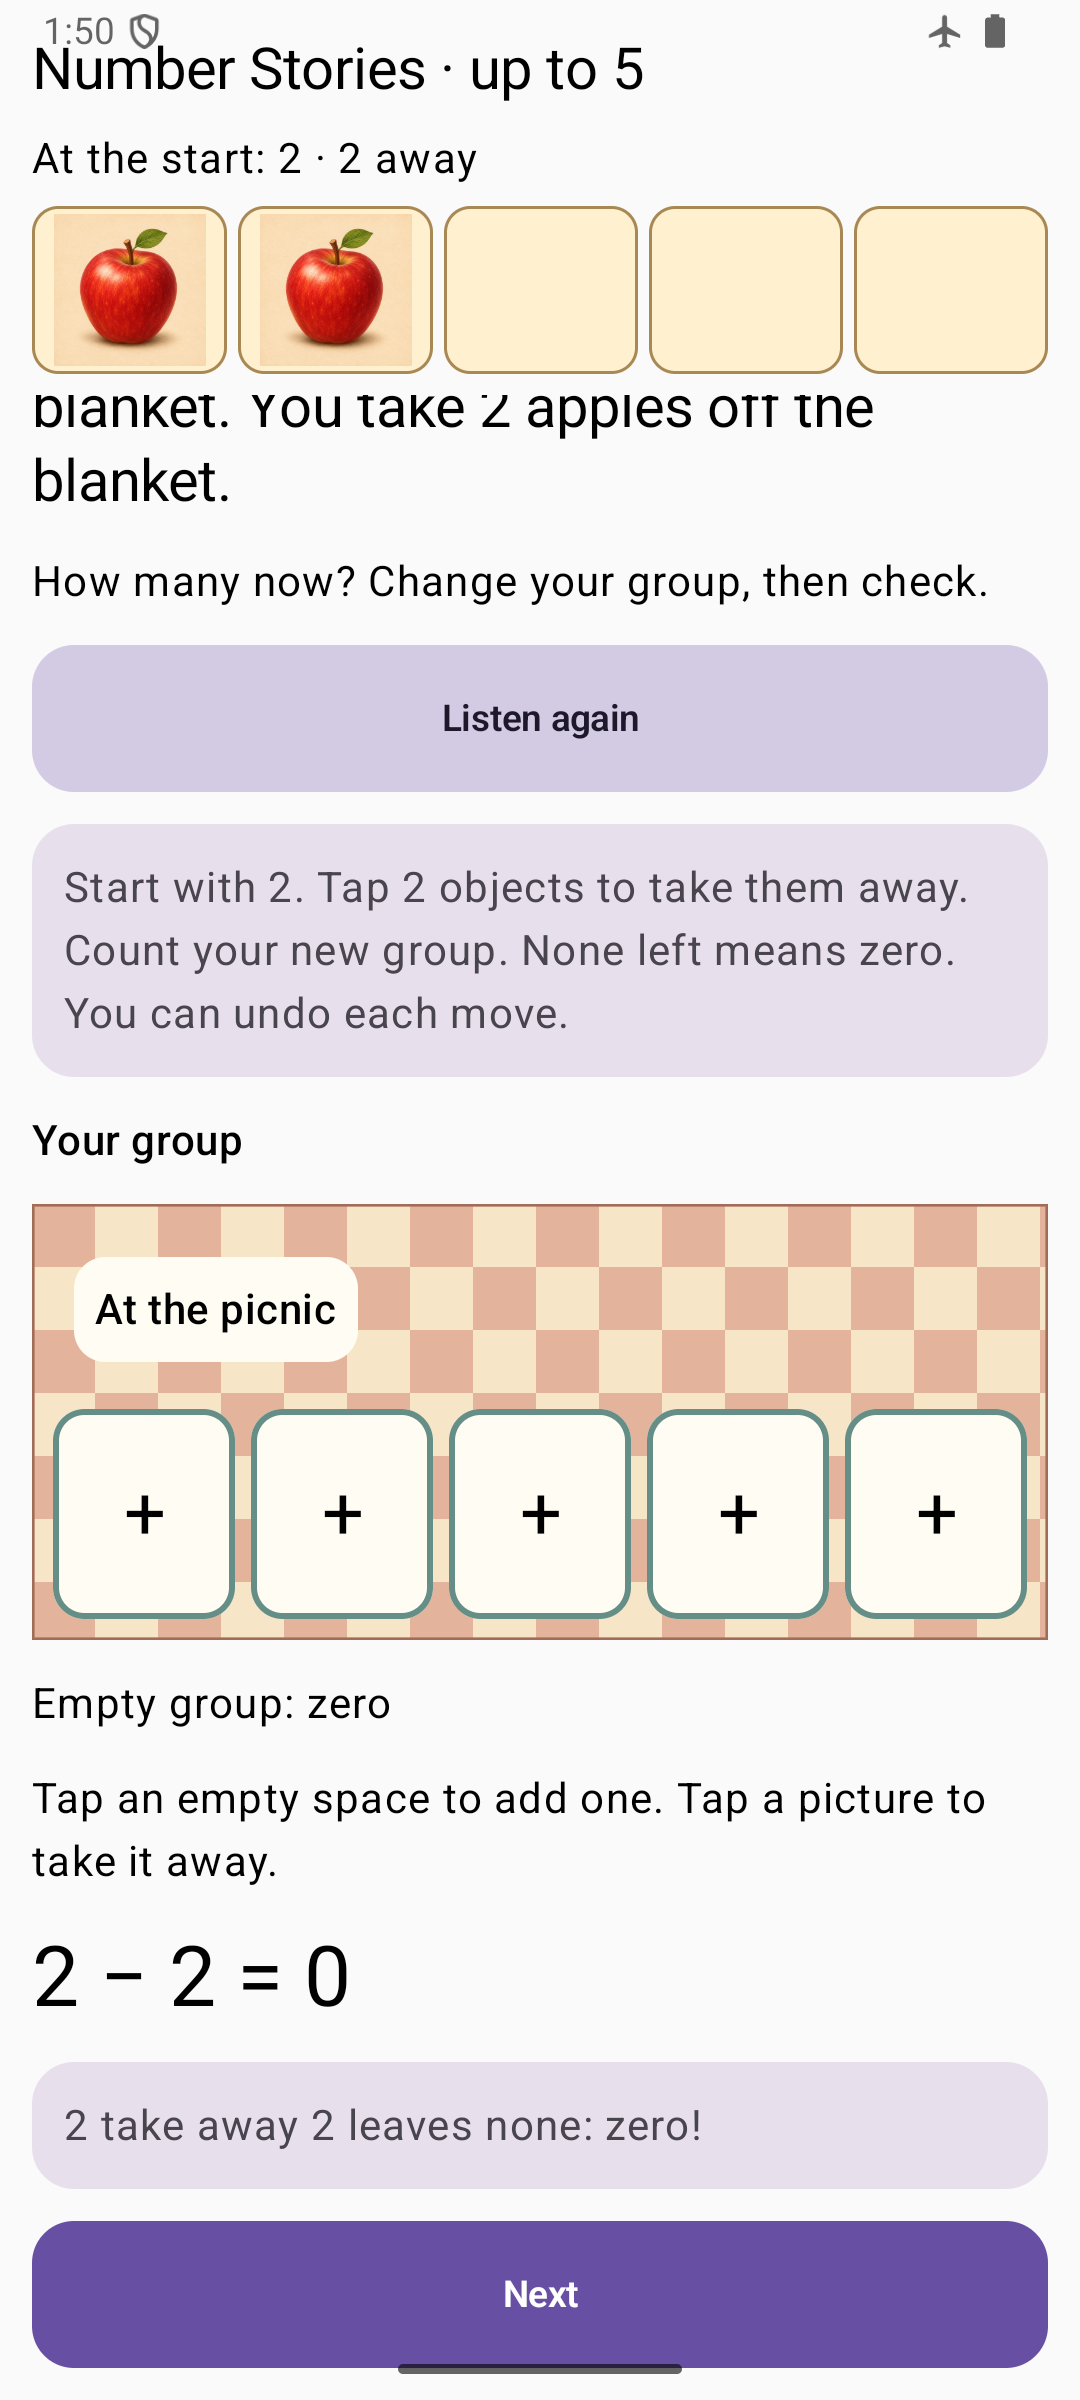 1:50
Number Stories · up to 5
At the start: 2 · 2 away
blanket. You take 2 apples off the
blanket.
How many now? Change your group, then check.
Listen again
Start with 2. Tap 2 objects to take them away.
Count your new group. None left means zero.
You can undo each move.
Your group
At the picnic
+ + + + +
Empty group: zero
Tap an empty space to add one. Tap a picture to
take it away.
2 − 2 = 0
2 take away 2 leaves none: zero!
Next